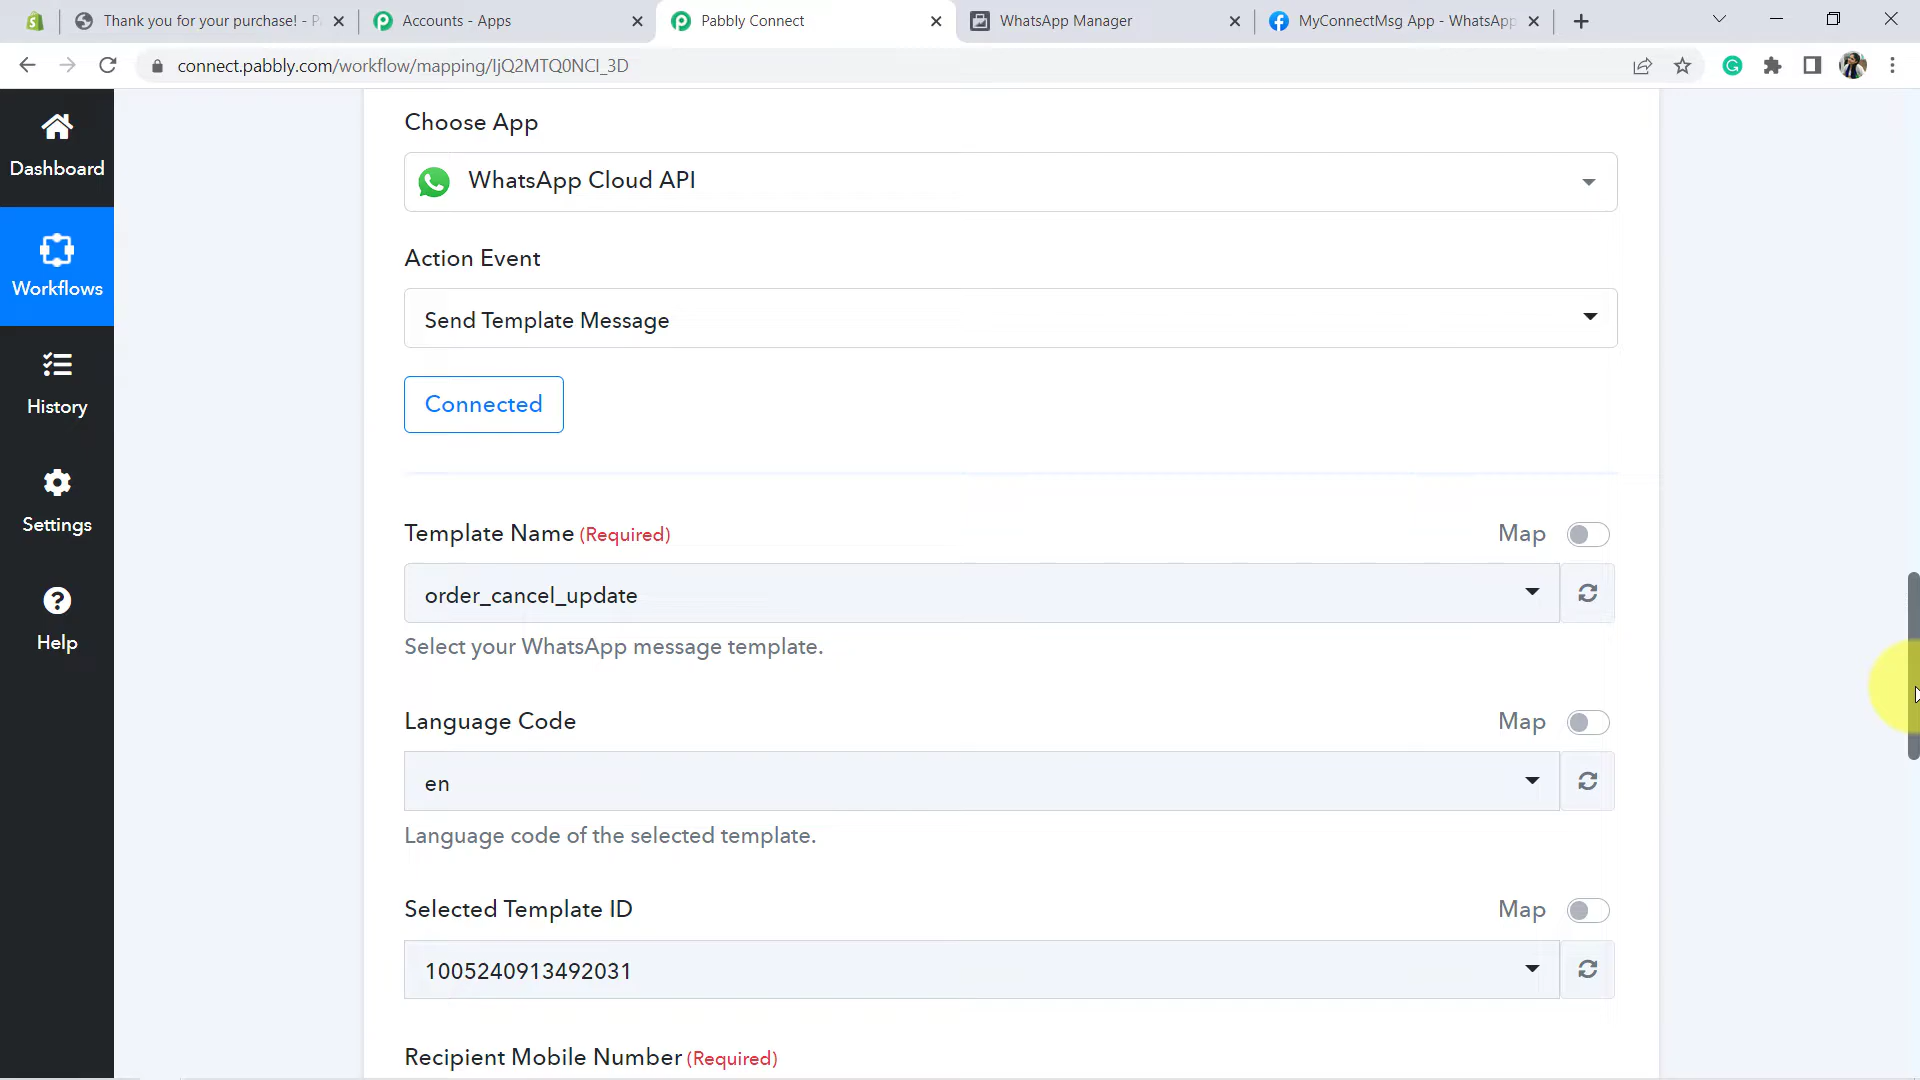 Thank you for your purchase! - P
Accounts - Apps
Pabbly Connect
WhatsApp Manager
MyConnectMsg App - WhatsApp
connect.pabbly.com/workflow/mapping/IjQ2MTQ0NCI_3D
Dashboard
Workflows
History
Settings
Help
Choose App
WhatsApp Cloud API
Action Event
Send Template Message
Connected
Template Name (Required)
Map
order_cancel_update
Select your WhatsApp message template.
Language Code
Map
en
Language code of the selected template.
Selected Template ID
Map
1005240913492031
Recipient Mobile Number (Required)